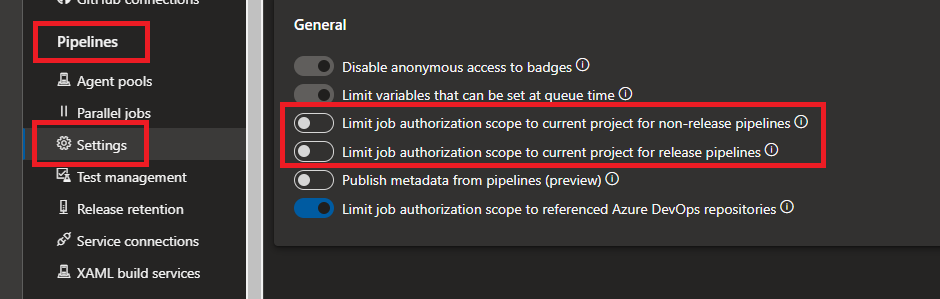 GitHub connections
Pipelines
Agent pools
Parallel jobs
Settings
Test management
Release retention
Service connections
XAML build services
General
Disable anonymous access to badges
Limit variables that can be set at queue time
Limit job authorization scope to current project for non-release pipelines
Limit job authorization scope to current project for release pipelines
Publish metadata from pipelines (preview)
Limit job authorization scope to referenced Azure DevOps repositories